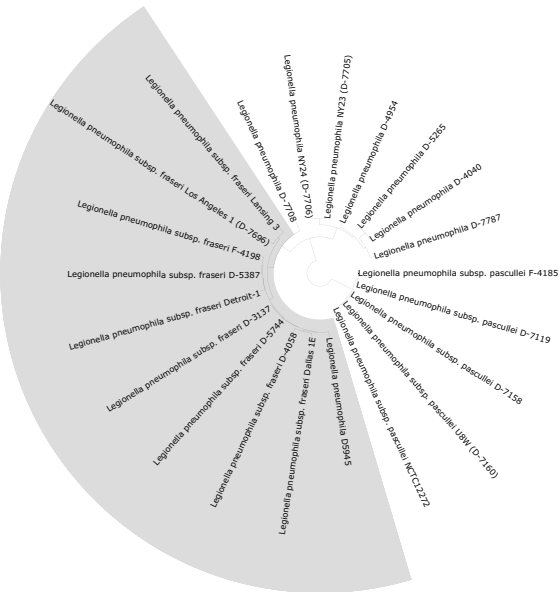 Legionella pneumophila subsp. fraseri Lansing 3
Legionella pneumophila D-7708
Legionella pneumophila NY24 (D-7706)
Legionella pneumophila NY23 (D-7705)
Legionella pneumophila D-4954
Legionella pneumophila D-5265
Legionella pneumophila D-4040
Legionella pneumophila D-7787
Legionella pneumophila subsp. pascullei F-4185
Legionella pneumophila subsp. pascullei D-7119
Legionella pneumophila subsp. pascullei D-7158
Legionella pneumophila subsp. pascullei U8W (D-7160)
Legionella pneumophila subsp. pascullei NCTC12272
Legionella pneumophila D5945
Legionella pneumophila subsp. fraseri Dallas 1E
Legionella pneumophila subsp. fraseri D-4058
Legionella pneumophila subsp. fraseri D-5744
Legionella pneumophila subsp. fraseri D-3137
Legionella pneumophila subsp. fraseri Detroit-1
Legionella pneumophila subsp. fraseri D-5387
Legionella pneumophila subsp. fraseri F-4198
Legionella pneumophila subsp. fraseri Los Angeles 1 (D-7696)